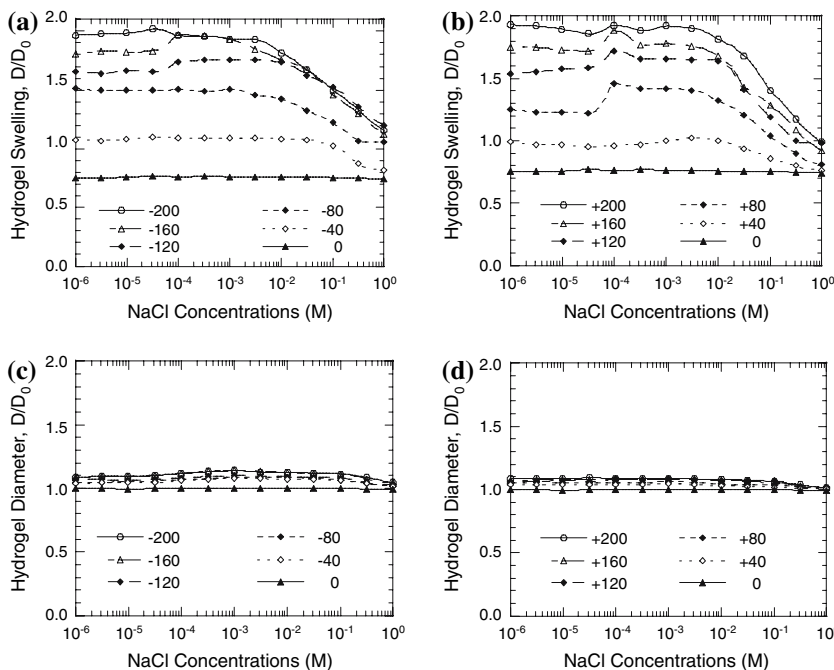 (a)
Hydrogel Swelling, D/D₀
2.0
1.5
1.0
0.5
0.0
-200
-160
-120
-80
-40
0
10⁻⁶ 10⁻⁵ 10⁻⁴ 10⁻³ 10⁻² 10⁻¹ 10⁰
NaCl Concentrations (M)
(b)
Hydrogel Swelling, D/D₀
2.0
1.5
1.0
0.5
0.0
+200
+160
+120
+80
+40
0
10⁻⁶ 10⁻⁵ 10⁻⁴ 10⁻³ 10⁻² 10⁻¹ 10⁰
NaCl Concentrations (M)
(c)
Hydrogel Diameter, D/D₀
2.0
1.5
1.0
0.5
0.0
-200
-160
-120
-80
-40
0
10⁻⁶ 10⁻⁵ 10⁻⁴ 10⁻³ 10⁻² 10⁻¹ 10⁰
NaCl Concentrations (M)
(d)
Hydrogel Diameter, D/D₀
2.0
1.5
1.0
0.5
0.0
+200
+160
+120
+80
+40
0
10⁻⁶ 10⁻⁵ 10⁻⁴ 10⁻³ 10⁻² 10⁻¹ 10⁰
NaCl Concentrations (M)